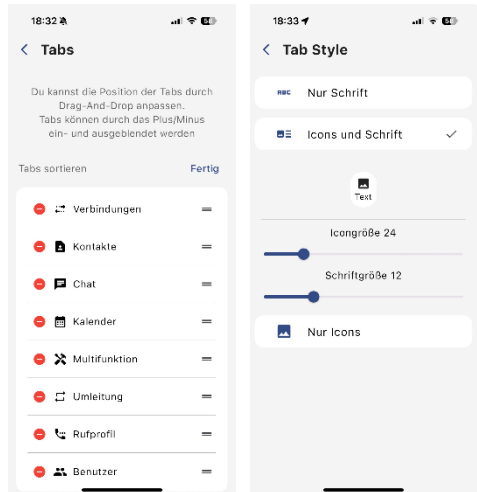 18:32
Tabs
Du kannst die Position der Tabs durch
Drag-And-Drop anpassen.
Tabs können durch das Plus/Minus
ein- und ausgeblendet werden
Tabs sortieren
Fertig
Verbindungen
Kontakte
Chat
Kalender
Multifunktion
Umleitung
Rufprofil
Benutzer
18:33
Tab Style
ABC
Nur Schrift
Icons und Schrift
Text
Icongröße 24
Schriftgröße 12
Nur Icons